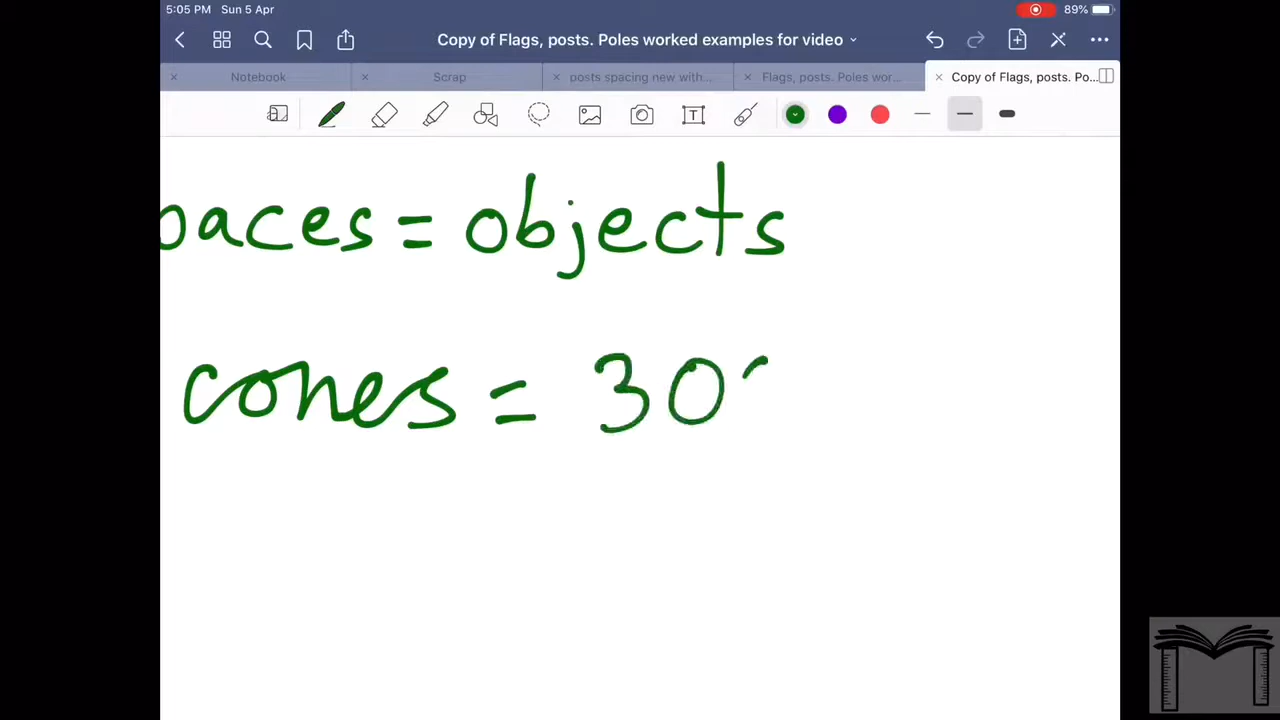 5:05 PM Sun 5 Apr
89%
Copy of Flags, posts. Poles worked examples for video
Notebook
Scrap
posts spacing new with...
Flags, posts. Poles wor...
Copy of Flags, posts. Po...
T
paces = objects
cones = 30